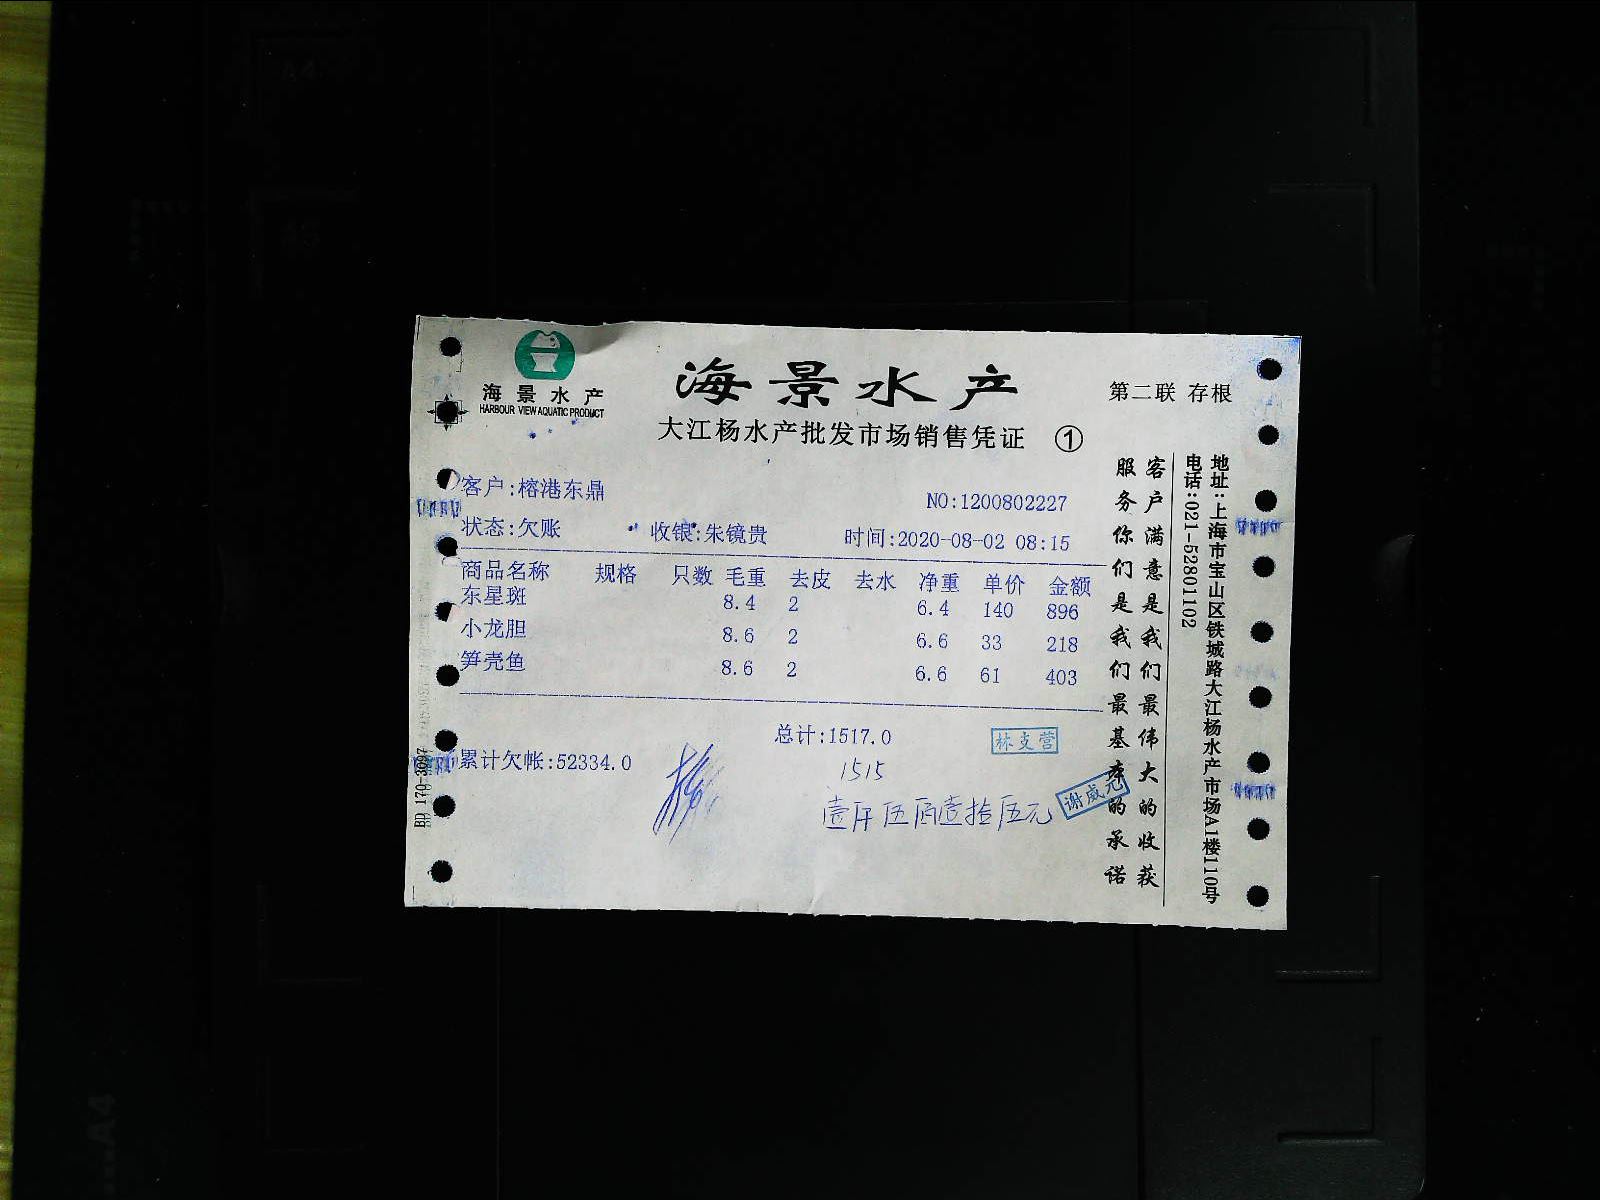 海景水产
HARBOUR VIEW AQUATIC PRODUCT
海景水产
第二联 存根
大江杨水产批发市场销售凭证 ①
客户:榕港东鼎
NO:1200802227
状态:欠账 收银:朱镜贵 时间:2020-08-02 08:15
商品名称 规格 只数 毛重 去皮 去水 净重 单价 金额
东星斑 8.4 2 6.4 140 896
小龙胆 8.6 2 6.6 33 218
笋壳鱼 8.6 2 6.6 61 403
总计:1517.0
林支营
累计欠帐:52334.0
1515
壹仟伍佰壹拾伍元
谢威元
客户满意是我们最伟大的收获
服务你们是我们最基本的承诺
地址:上海市宝山区铁城路大江杨水产市场A1楼110号
电话:021-52801102
A4
A5
A4